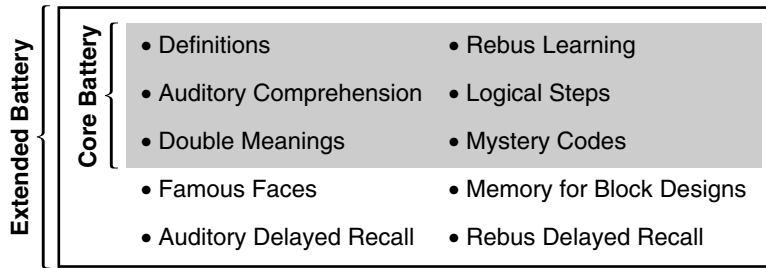 Extended Battery
Core Battery
• Definitions
• Rebus Learning
• Auditory Comprehension
• Logical Steps
• Double Meanings
• Mystery Codes
• Famous Faces
• Memory for Block Designs
• Auditory Delayed Recall
• Rebus Delayed Recall